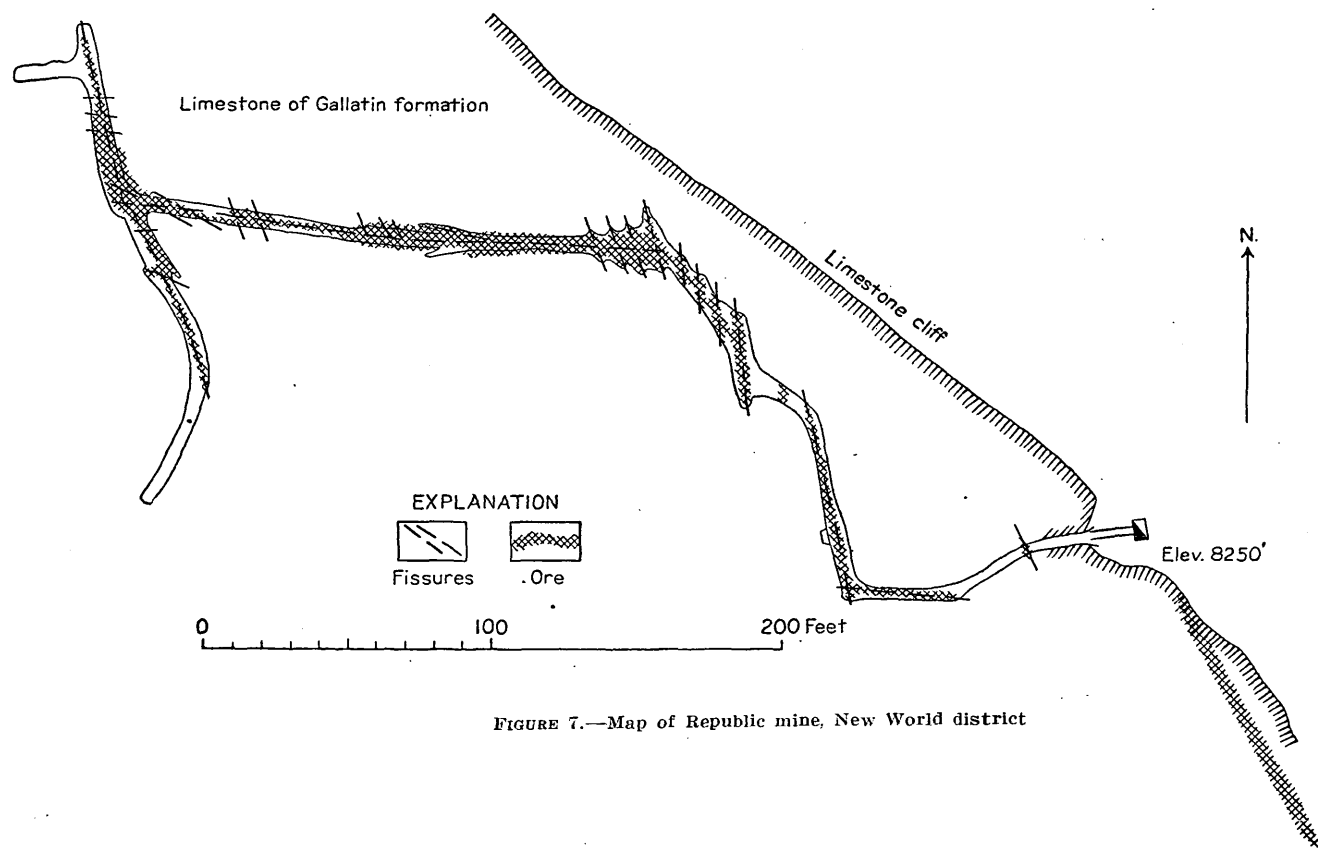 Limestone of Gallatin formation
N.
Limestone cliff
EXPLANATION
Fissures
Ore
Elev. 8250'
0 100 200 Feet
FIGURE 7.—Map of Republic mine, New World district